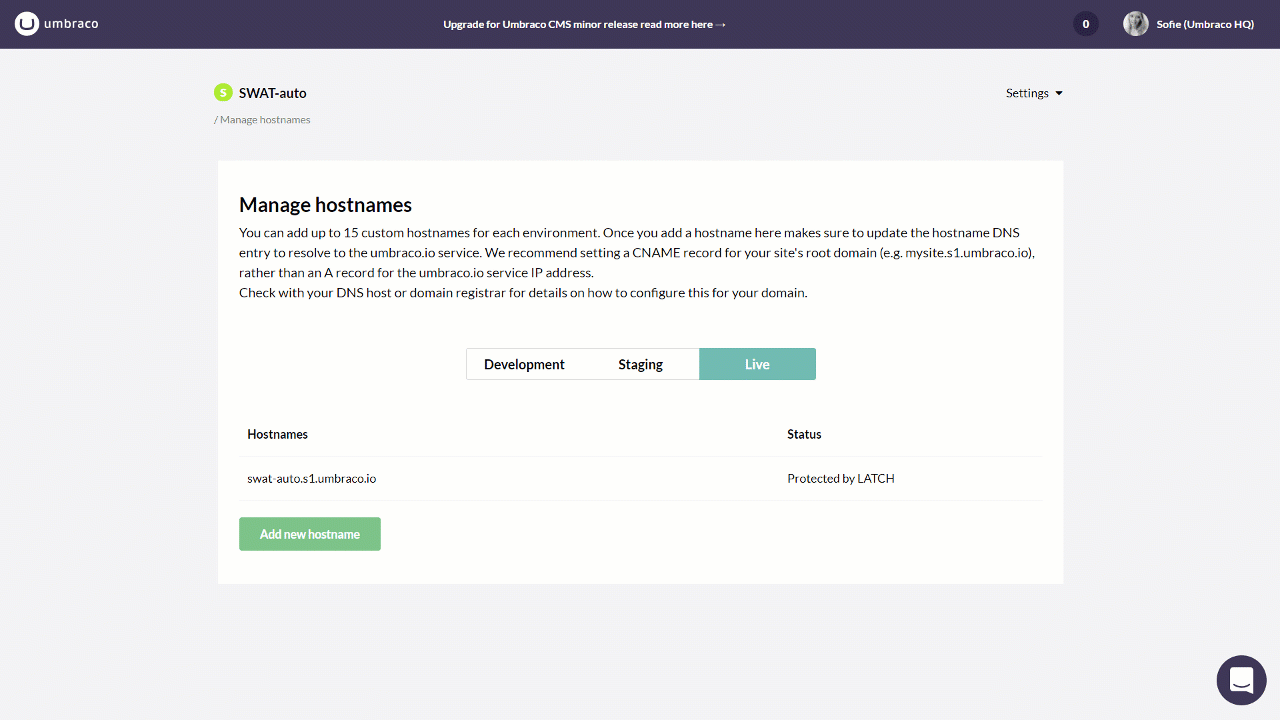 umbraco
Upgrade for Umbraco CMS minor release read more here →
0
Sofie (Umbraco HQ)
S
SWAT-auto
Settings
/ Manage hostnames
Manage hostnames
You can add up to 15 custom hostnames for each environment. Once you add a hostname here makes sure to update the hostname DNS
entry to resolve to the umbraco.io service. We recommend setting a CNAME record for your site's root domain (e.g. mysite.s1.umbraco.io),
rather than an A record for the umbraco.io service IP address.
Check with your DNS host or domain registrar for details on how to configure this for your domain.
Development
Staging
Live
Hostnames
Status
swat-auto.s1.umbraco.io
Protected by LATCH
Add new hostname